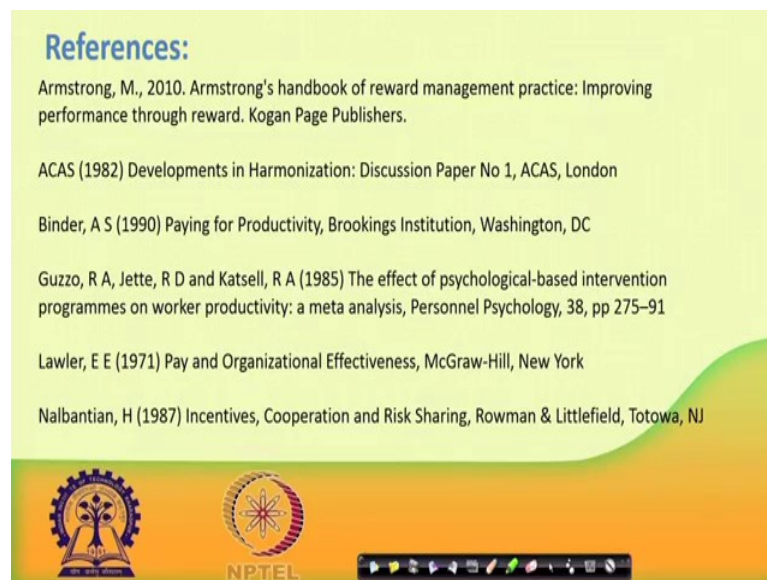 References:
Armstrong, M., 2010. Armstrong's handbook of reward management practice: Improving
performance through reward. Kogan Page Publishers.
ACAS (1982) Developments in Harmonization: Discussion Paper No 1, ACAS, London
Binder, A S (1990) Paying for Productivity, Brookings Institution, Washington, DC
Guzzo, R A, Jette, R D and Katsell, R A (1985) The effect of psychological-based intervention
programmes on worker productivity: a meta analysis, Personnel Psychology, 38, pp 275–91
Lawler, E E (1971) Pay and Organizational Effectiveness, McGraw-Hill, New York
Nalbantian, H (1987) Incentives, Cooperation and Risk Sharing, Rowman & Littlefield, Totowa, NJ
NPTEL